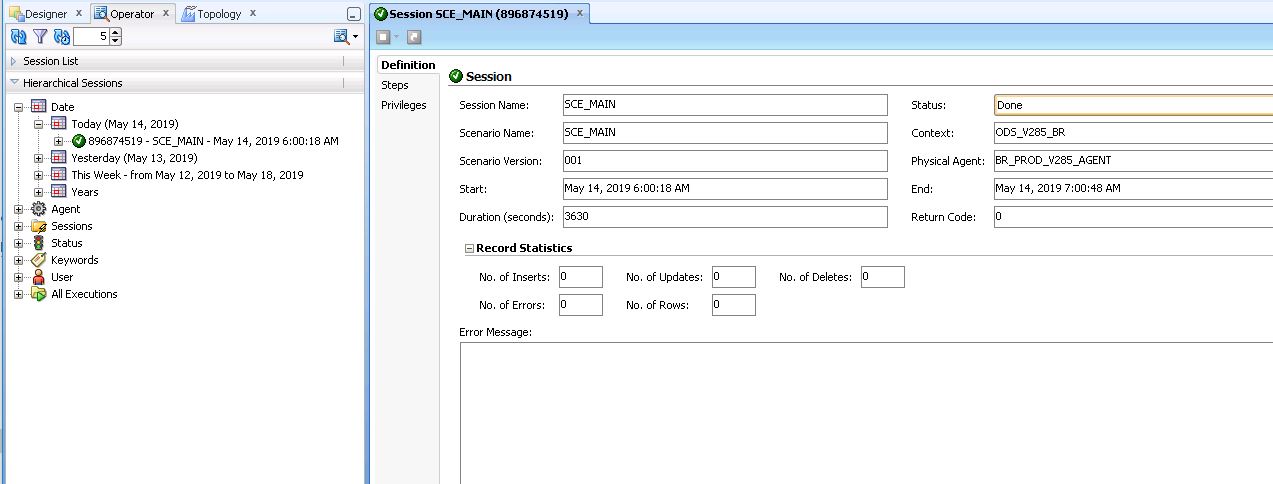 Designer x Operator x Topology x
5
Session List
Hierarchical Sessions
Date
Today (May 14, 2019)
896874519 - SCE_MAIN - May 14, 2019 6:00:18 AM
Yesterday (May 13, 2019)
This Week - from May 12, 2019 to May 18, 2019
Years
Agent
Sessions
Status
Keywords
User
All Executions
Session SCE_MAIN (896874519) x
Definition
Steps
Privileges
Session
Session Name: SCE_MAIN Status: Done
Scenario Name: SCE_MAIN Context: ODS_V285_BR
Scenario Version: 001 Physical Agent: BR_PROD_V285_AGENT
Start: May 14, 2019 6:00:18 AM End: May 14, 2019 7:00:48 AM
Duration (seconds): 3630 Return Code: 0
Record Statistics
No. of Inserts: 0 No. of Updates: 0 No. of Deletes: 0
No. of Errors: 0 No. of Rows: 0
Error Message: